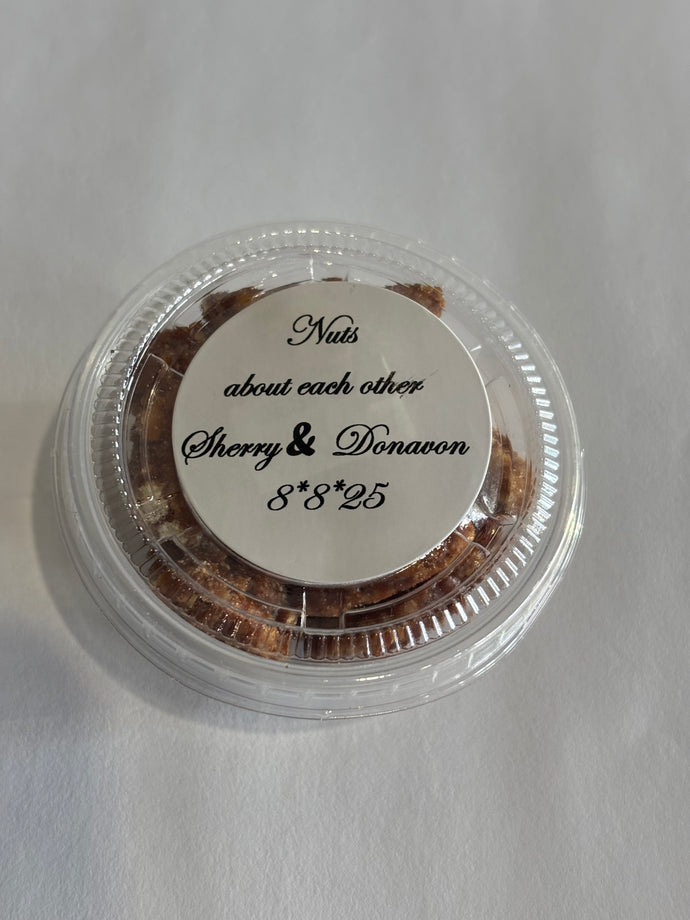 Nuts
about each other
Sherry & Donavon
8*8*25